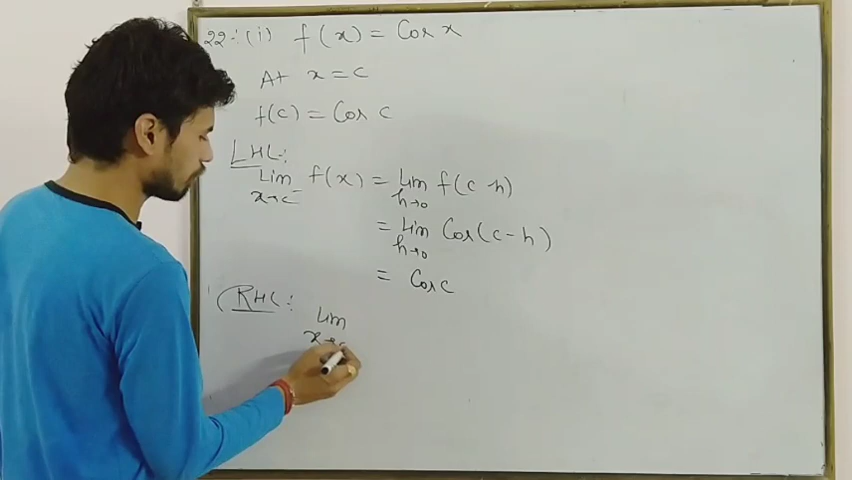 22:(i) f(x) = Cos x
At x = c
f(c) = Cos c
LHL:
Lim x→c⁻ f(x) = Lim h→0 f(c-h)
= Lim h→0 Cos(c-h)
= Cos c
RHL: Lim x→c